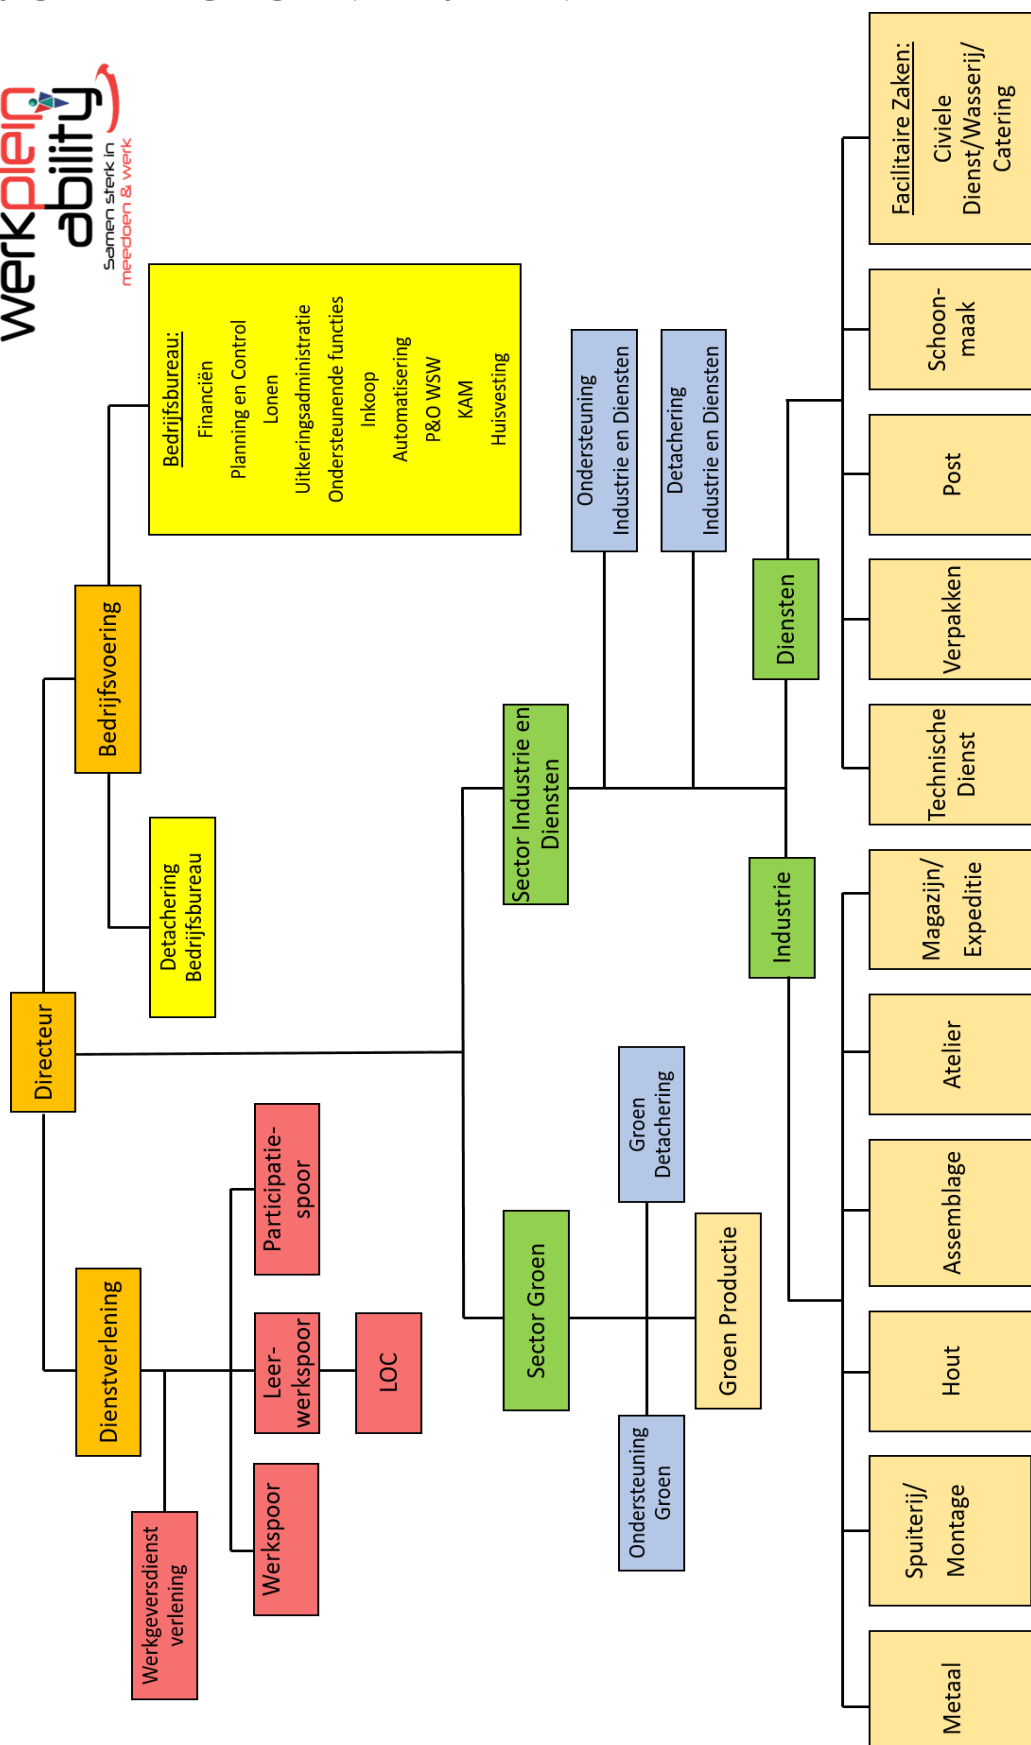 werkplein
ability
samen sterk in
meedoen & werk
Directeur
Dienstverlening
Bedrijfsvoering
Werkgeversdienst
verlening
Werkspoor
Leer-
werkspoor
Participatie-
spoor
LOC
Detachering
Bedrijfsbureau
Bedrijfsbureau:
Financiën
Planning en Control
Lonen
Uitkeringsadministratie
Ondersteunende functies
Inkoop
Automatisering
P&O WSW
KAM
Huisvesting
Sector Groen
Sector Industrie en
Diensten
Ondersteuning
Groen
Groen
Detachering
Groen Productie
Ondersteuning
Industrie en Diensten
Detachering
Industrie en Diensten
Industrie
Diensten
Metaal
Spuiterij/
Montage
Hout
Assemblage
Atelier
Magazijn/
Expeditie
Technische
Dienst
Verpakken
Post
Schoon-
maak
Facilitaire Zaken:
Civiele
Dienst/Wasserij/
Catering